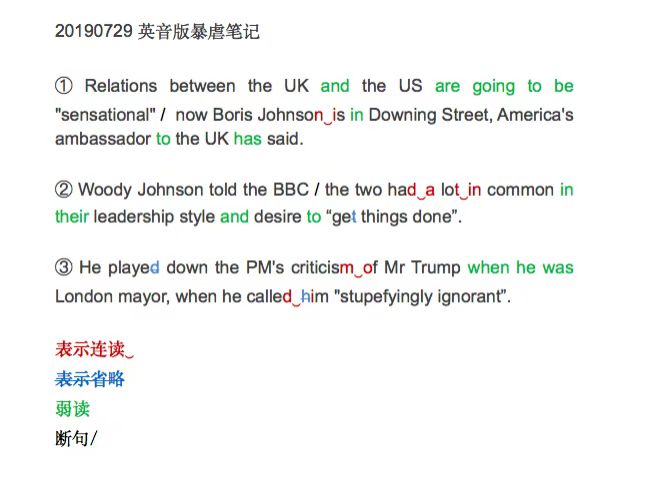 20190729 英音版暴虐笔记
① Relations between the UK and the US are going to be
"sensational" / now Boris Johnson‿is in Downing Street, America's
ambassador to the UK has said.
② Woody Johnson told the BBC / the two had‿a lot‿in common in
their leadership style and desire to “get things done”.
③ He played down the PM's criticism‿of Mr Trump when he was
London mayor, when he called‿him "stupefyingly ignorant”.
表示连读‿
表示省略
弱读
断句/